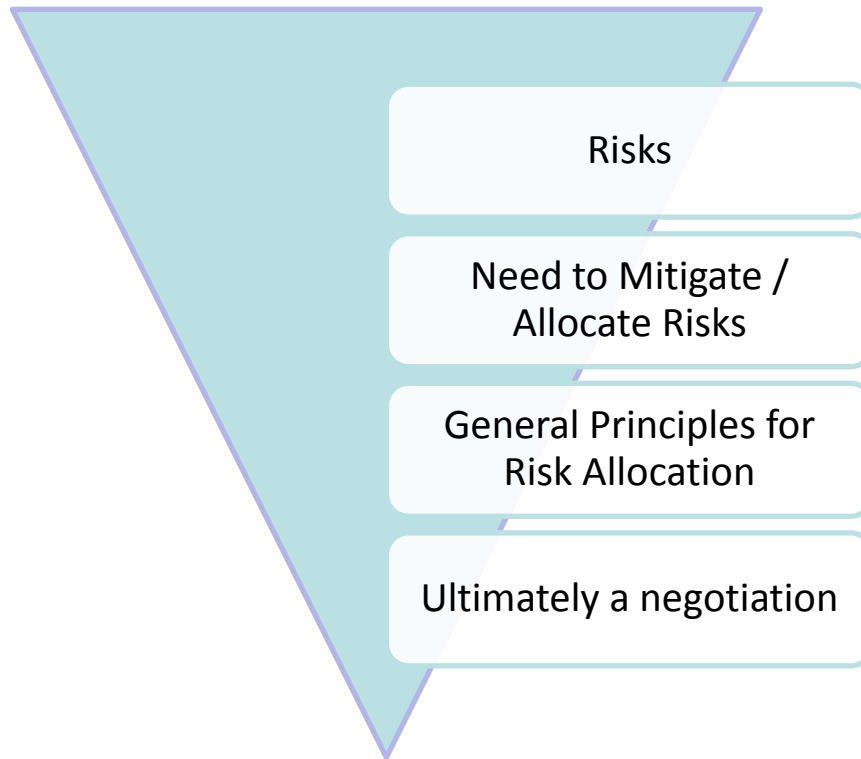 Risks
Need to Mitigate /
Allocate Risks
General Principles for
Risk Allocation
Ultimately a negotiation